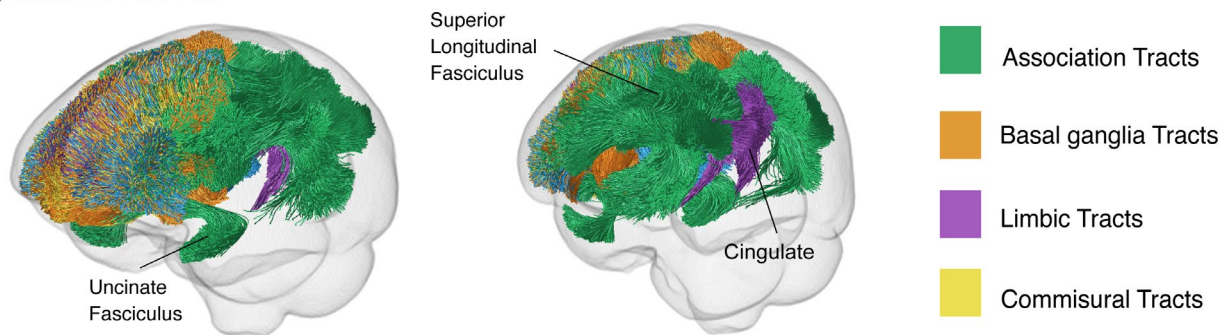 Superior
Longitudinal
Fasciculus
Uncinate
Fasciculus
Cingulate
Association Tracts
Basal ganglia Tracts
Limbic Tracts
Commisural Tracts